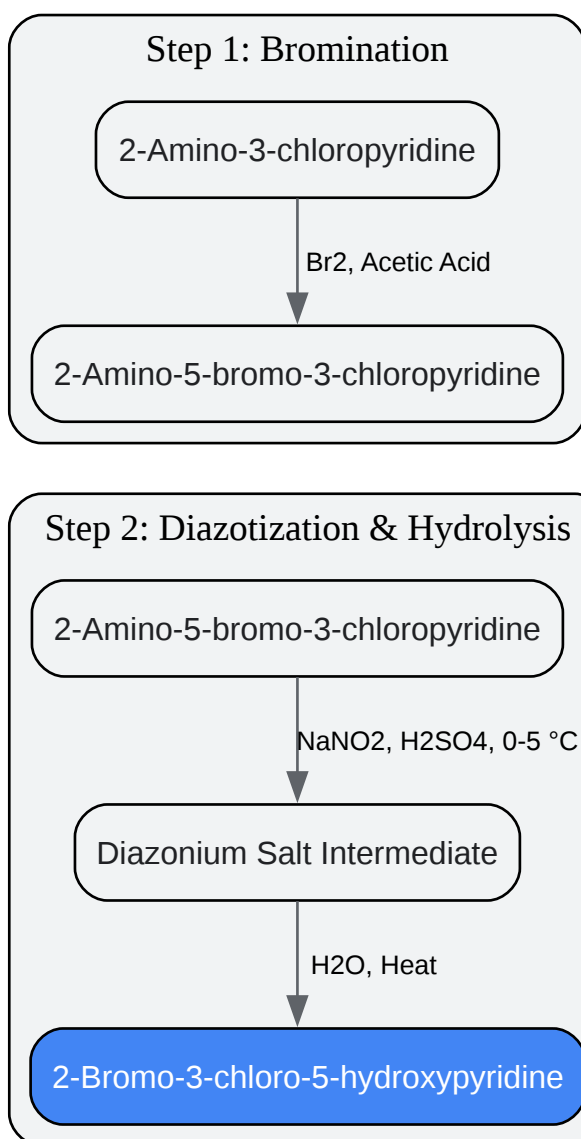 Step 1: Bromination
2-Amino-3-chloropyridine
Br2, Acetic Acid
2-Amino-5-bromo-3-chloropyridine
Step 2: Diazotization & Hydrolysis
2-Amino-5-bromo-3-chloropyridine
NaNO2, H2SO4, 0-5 °C
Diazonium Salt Intermediate
H2O, Heat
2-Bromo-3-chloro-5-hydroxypyridine